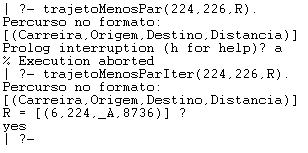 | ?- trajetoMenosPar(224,226,R).
Percurso no formato:
[(Carreira,Origem,Destino,Distancia)]
Prolog interruption (h for help)? a
% Execution aborted
| ?- trajetoMenosParIter(224,226,R).
Percurso no formato:
[(Carreira,Origem,Destino,Distancia)]
R = [(6,224,_A,8736)] ?
yes
| ?-